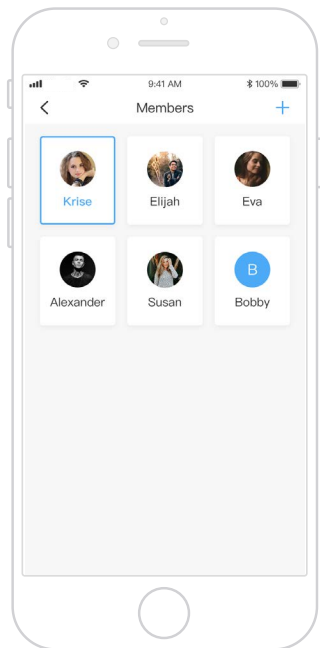 9:41 AM
100%
Members
Krise
Elijah
Eva
Alexander
Susan
B
Bobby